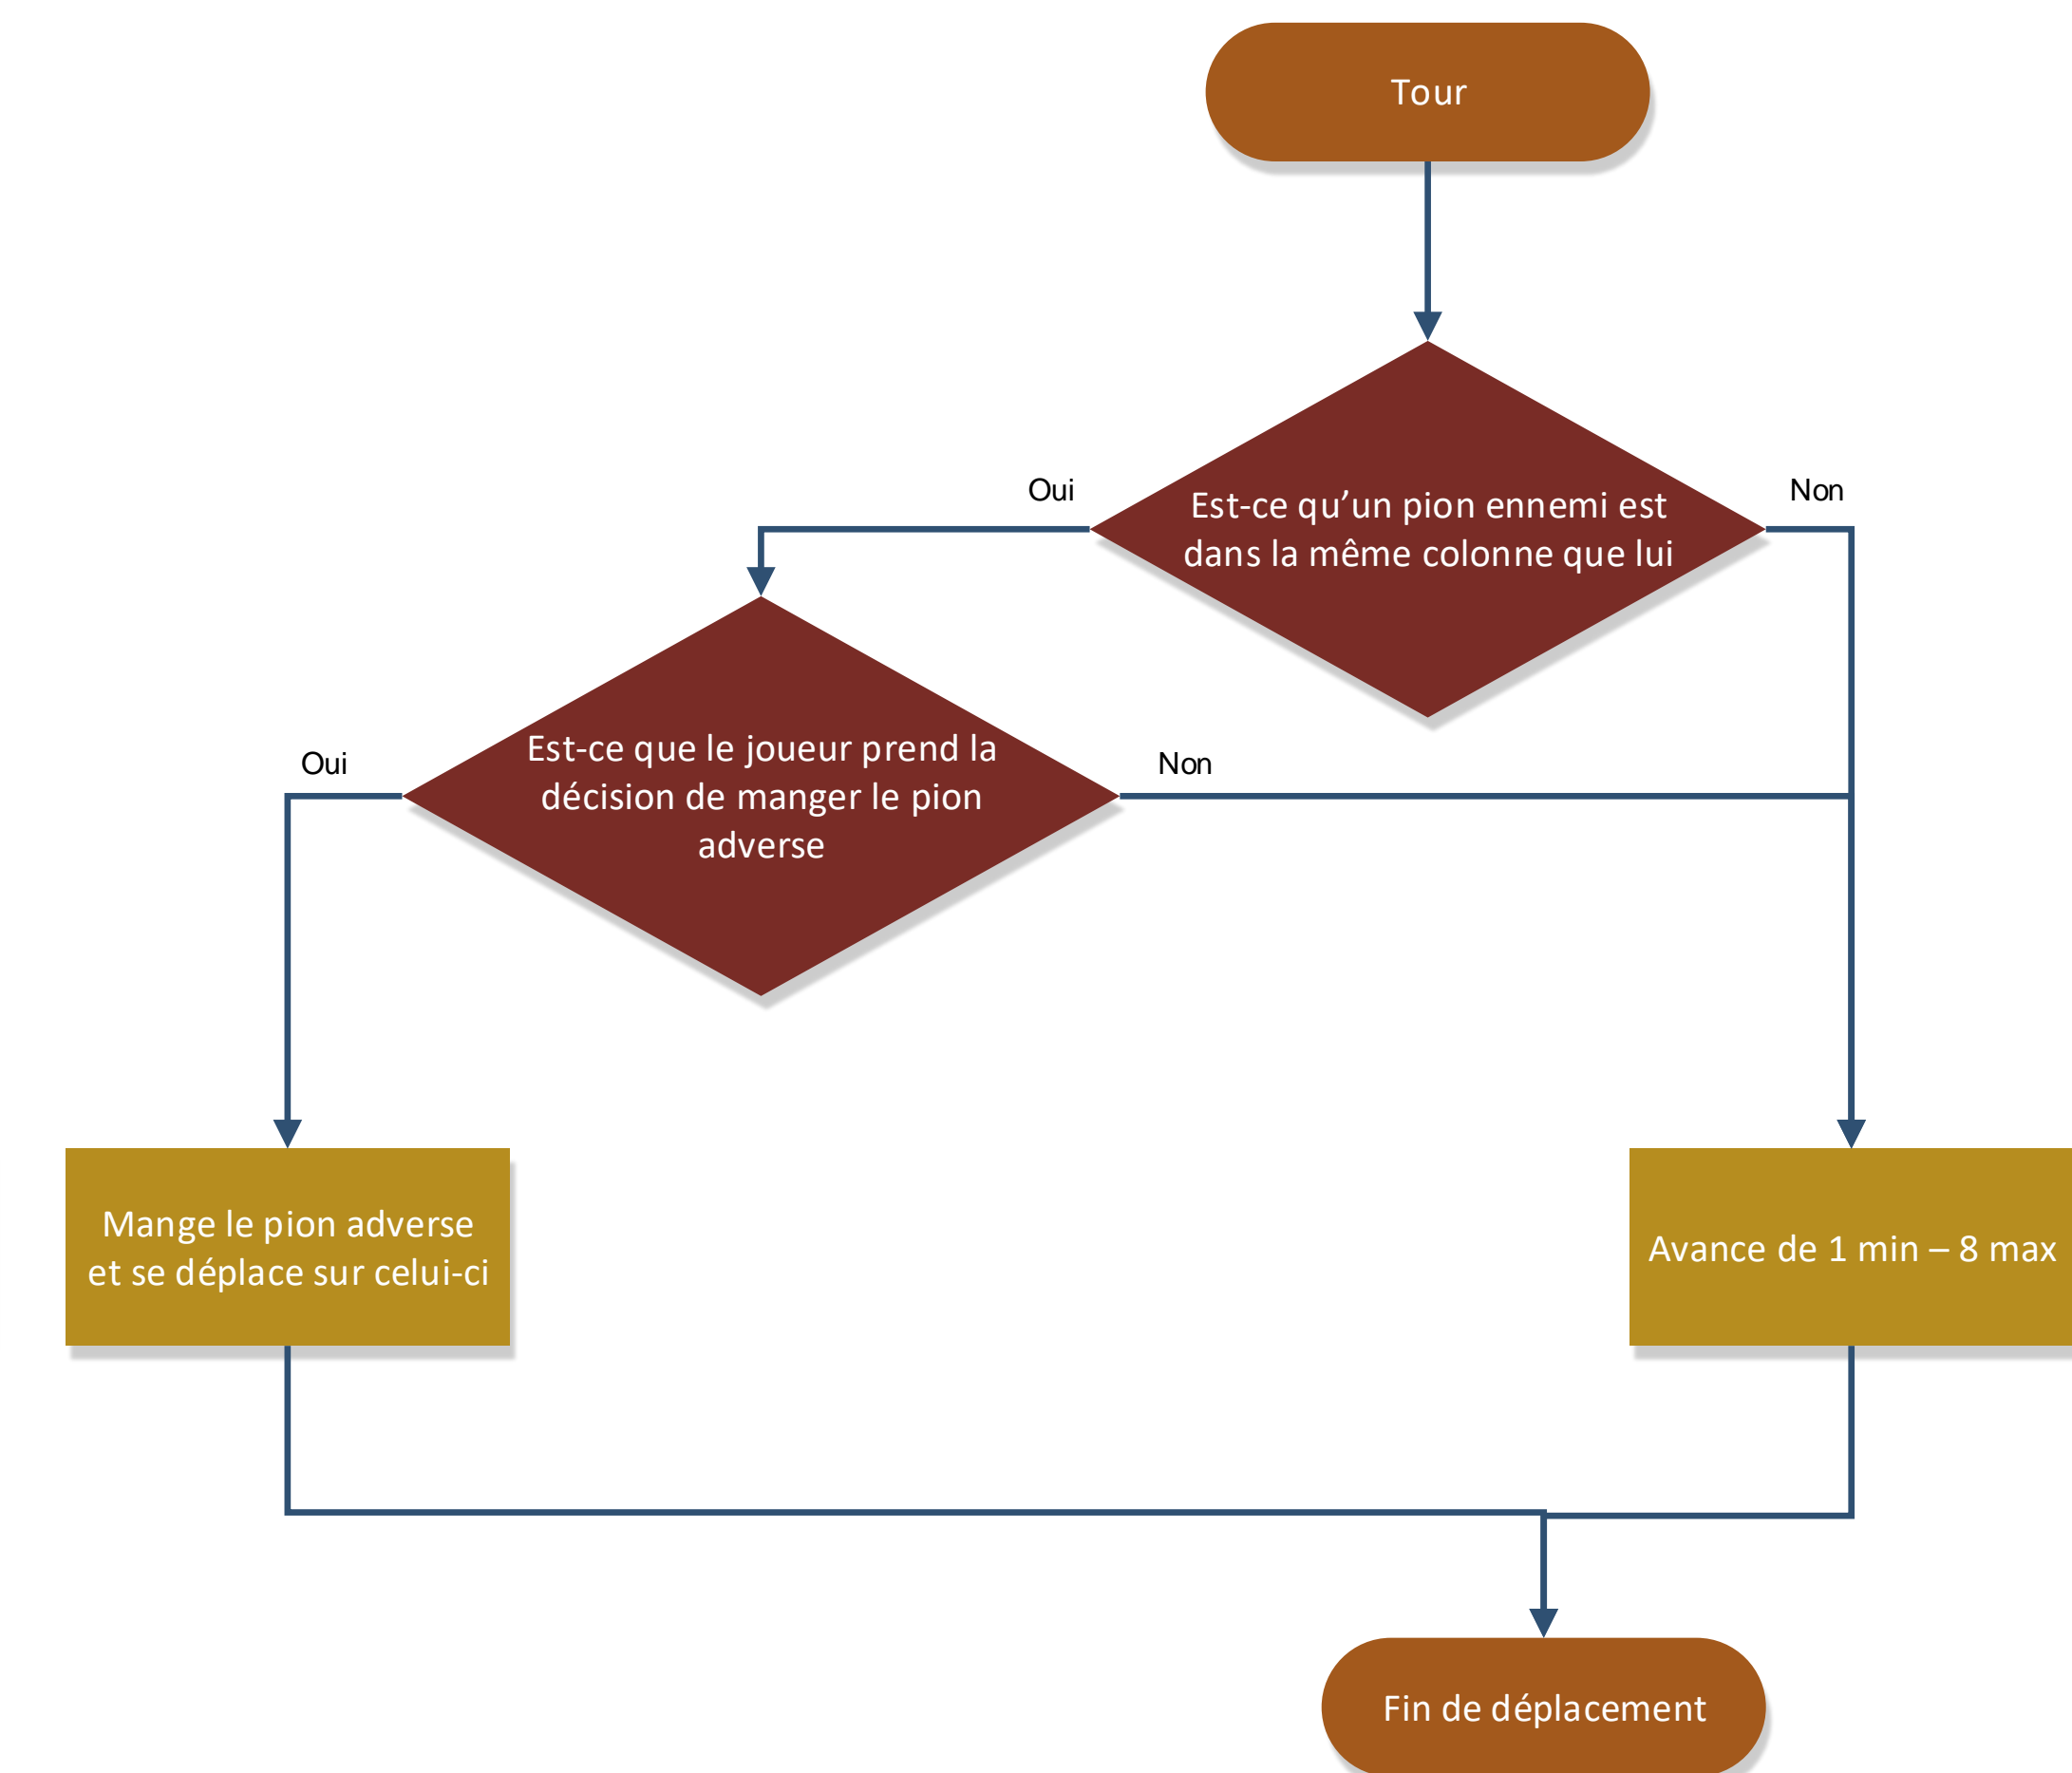 Tour
Oui
Est-ce qu’un pion ennemi est
dans la même colonne que lui
Non
Oui
Est-ce que le joueur prend la
décision de manger le pion
adverse
Non
Mange le pion adverse
et se déplace sur celui-ci
Avance de 1 min – 8 max
Fin de déplacement